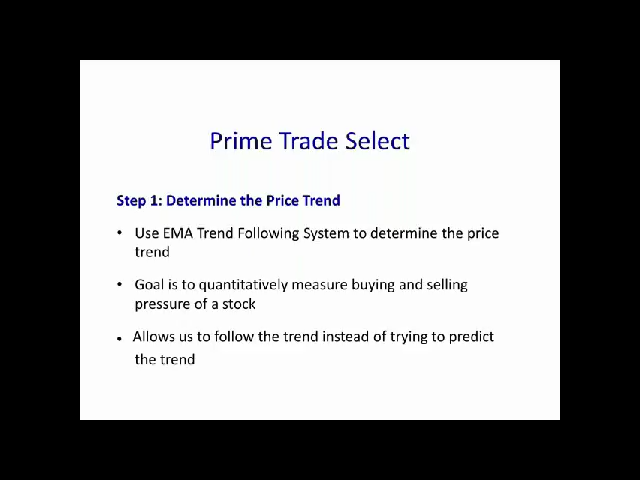 Prime Trade Select
Step 1: Determine the Price Trend
• Use EMA Trend Following System to determine the price
trend
• Goal is to quantitatively measure buying and selling
pressure of a stock
• Allows us to follow the trend instead of trying to predict
the trend